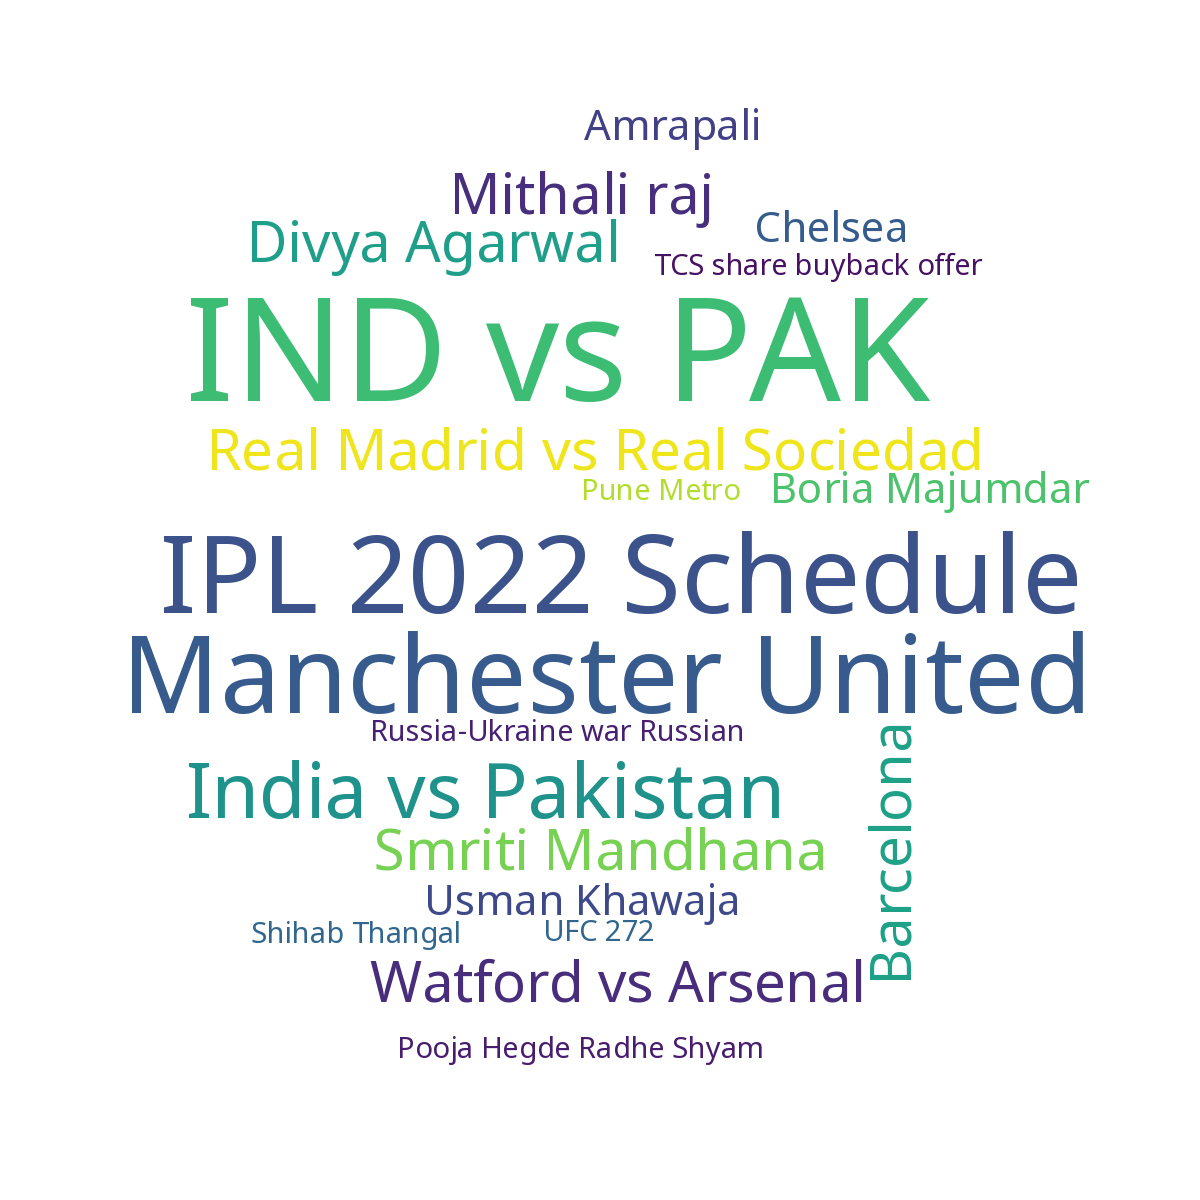 Amrapali
Mithali raj
Chelsea
Divya Agarwal
TCS share buyback offer
IND vs PAK
Real Madrid vs Real Sociedad
Pune Metro
Boria Majumdar
IPL 2022 Schedule
Manchester United
Russia-Ukraine war Russian
India vs Pakistan
Barcelona
Smriti Mandhana
Usman Khawaja
Shihab Thangal
UFC 272
Watford vs Arsenal
Pooja Hegde Radhe Shyam